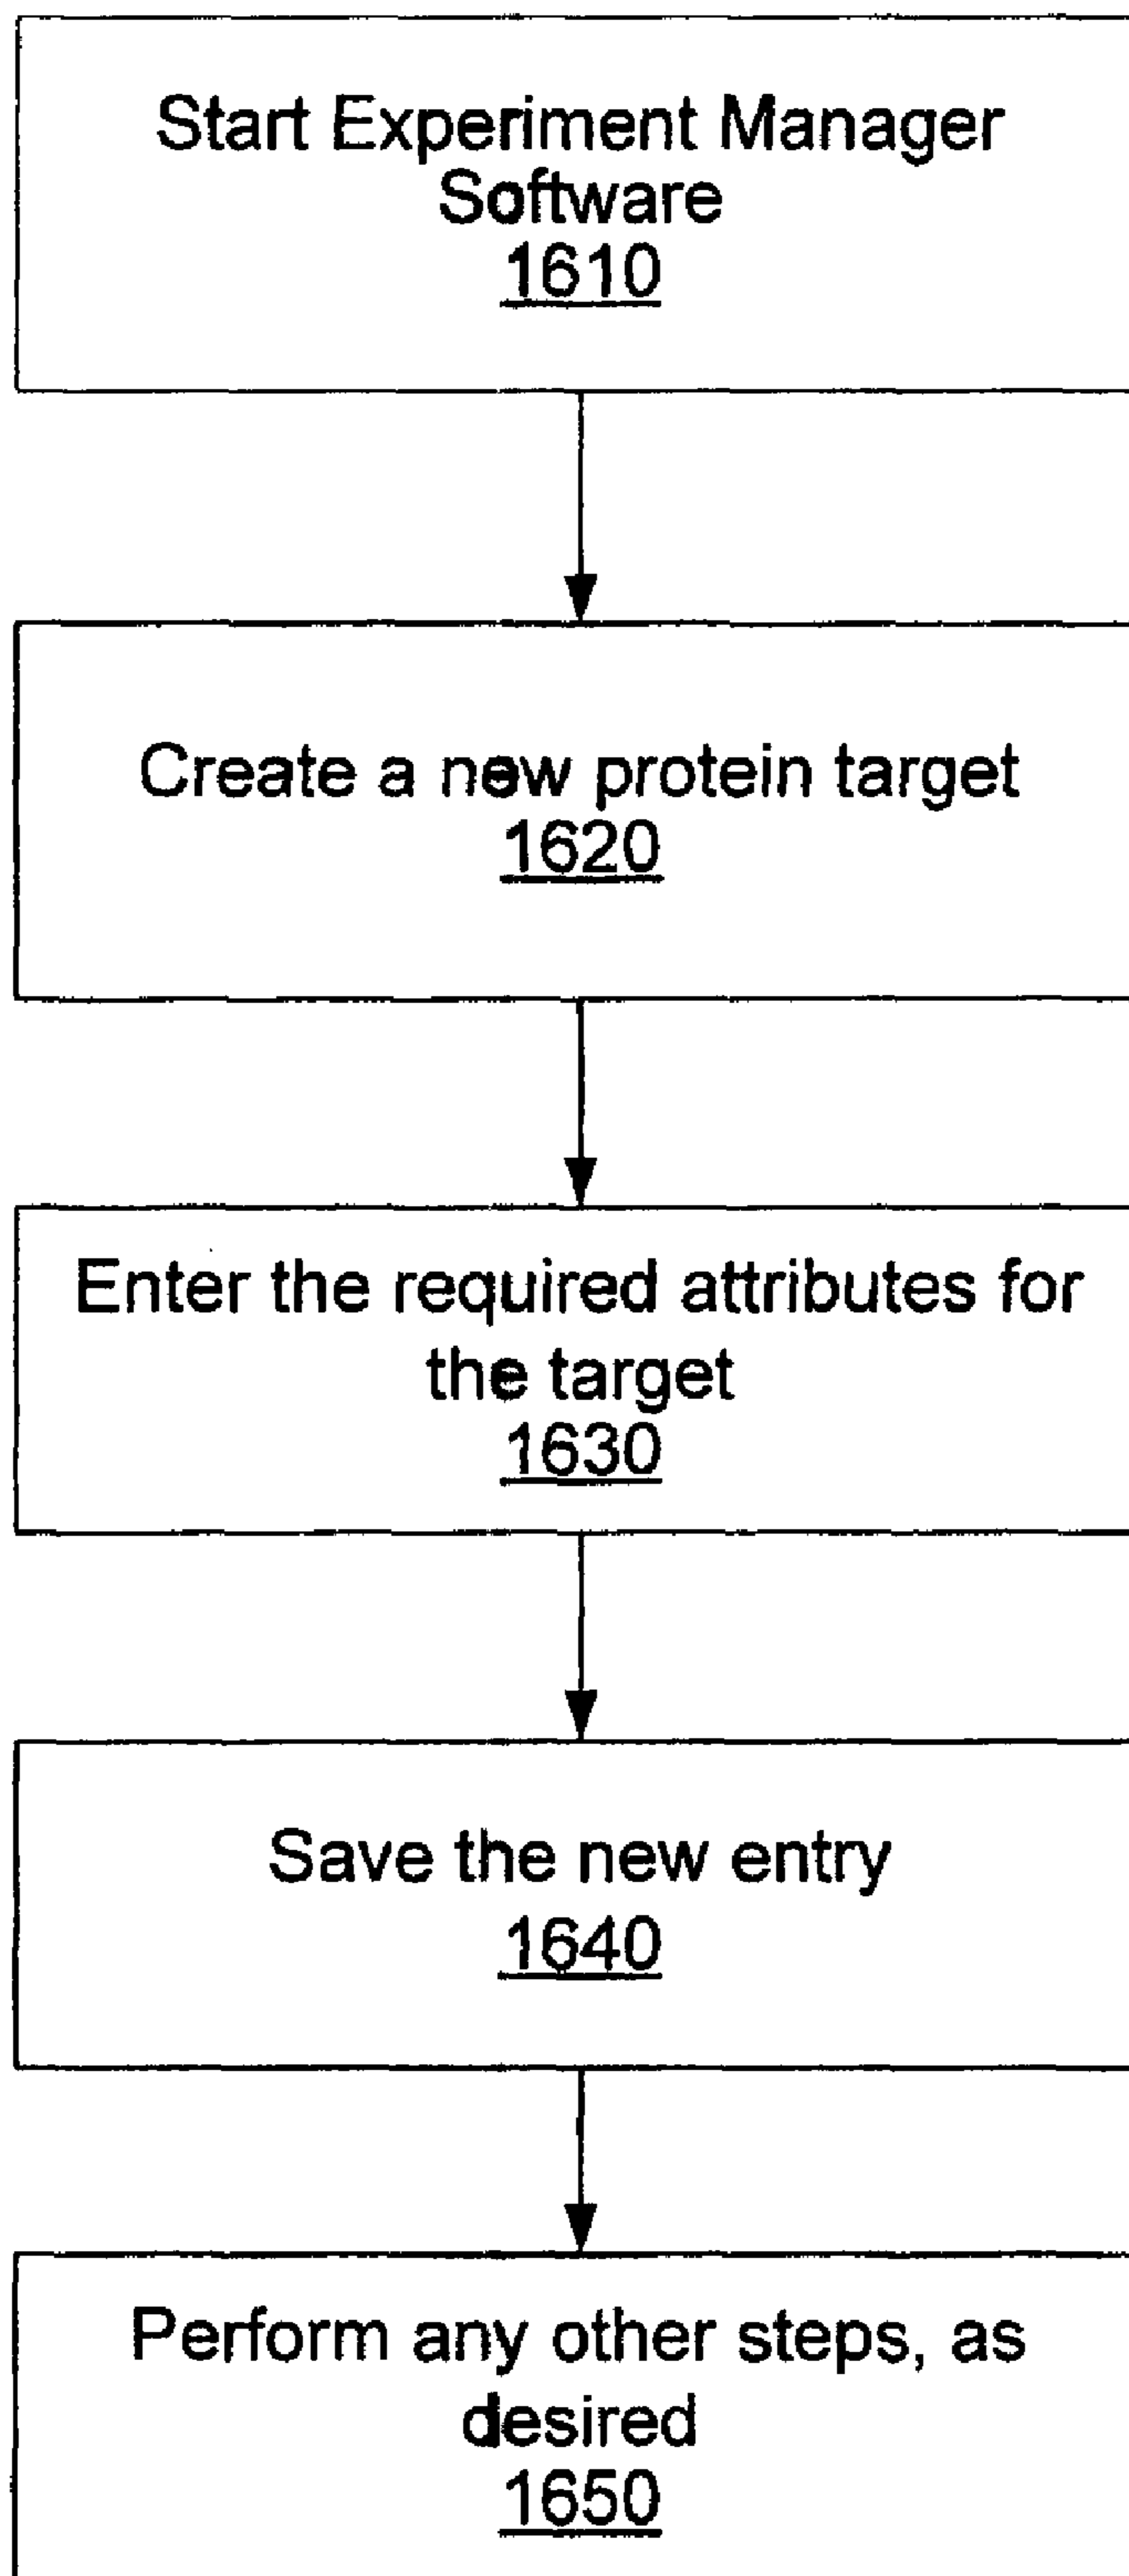 Start Experiment Manager
Software
1610
Create a new protein target
1620
Enter the required attributes for
the target
1630
Save the new entry
1640
Perform any other steps, as
desired
1650